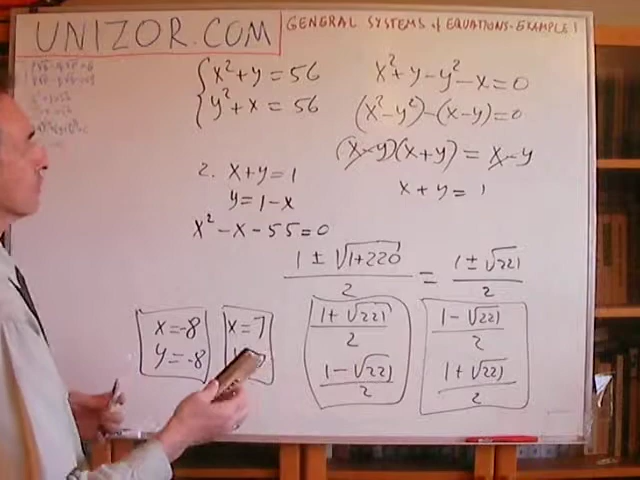 UNIZOR.COM
GENERAL SYSTEMS of EQUATIONS - EXAMPLE 1
{ x² + y = 56
{ y² + x = 56
x² + y - y² - x = 0
(x² - y²) - (x - y) = 0
(x - y)(x + y) = x - y
x + y = 1
2. x + y = 1
y = 1 - x
x² - x - 55 = 0
(1 ± √(1+220))/2 = (1 ± √221)/2
x = -8
y = -8
x = 7
(1 + √221)/2
(1 - √221)/2
(1 - √221)/2
(1 + √221)/2